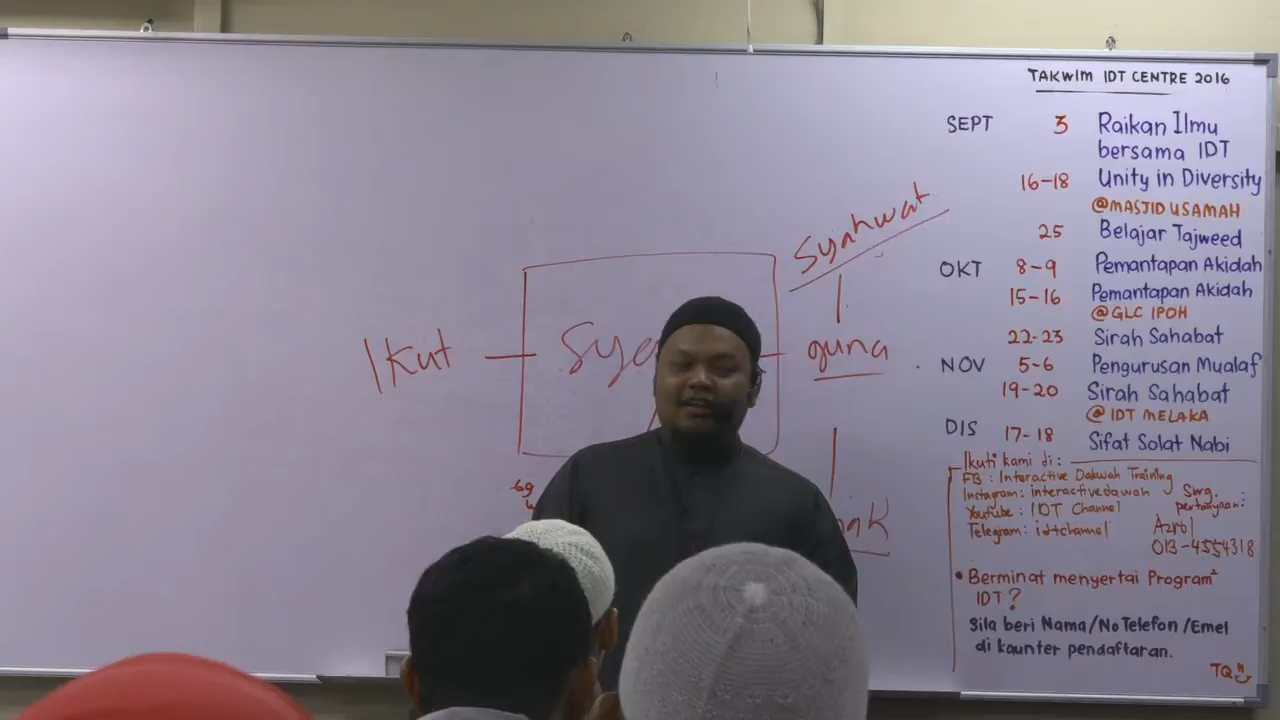 TAKWIM IDT CENTRE 2016
SEPT 3 Raikan Ilmu
bersama IDT
16-18 Unity in Diversity
@MASJID USAMAH
25 Belajar Tajweed
OKT 8-9 Pemantapan Akidah
15-16 Pemantapan Akidah
@GLC IPOH
22-23 Sirah Sahabat
NOV 5-6 Pengurusan Mualaf
19-20 Sirah Sahabat
@ IDT MELAKA
DIS 17-18 Sifat Solat Nabi
Ikuti kami di:
FB : Interactive Dakwah Training
Instagram: interactivedawah
Youtube : IDT Channel
Telegram: idtchannel
Sbrg.
pertanyaan:
Azrol
013-4554318
• Berminat menyertai Program²
IDT?
Sila beri Nama/No Telefon/Emel
di kaunter pendaftaran.
TQ
Syahwat
Ikut
guna